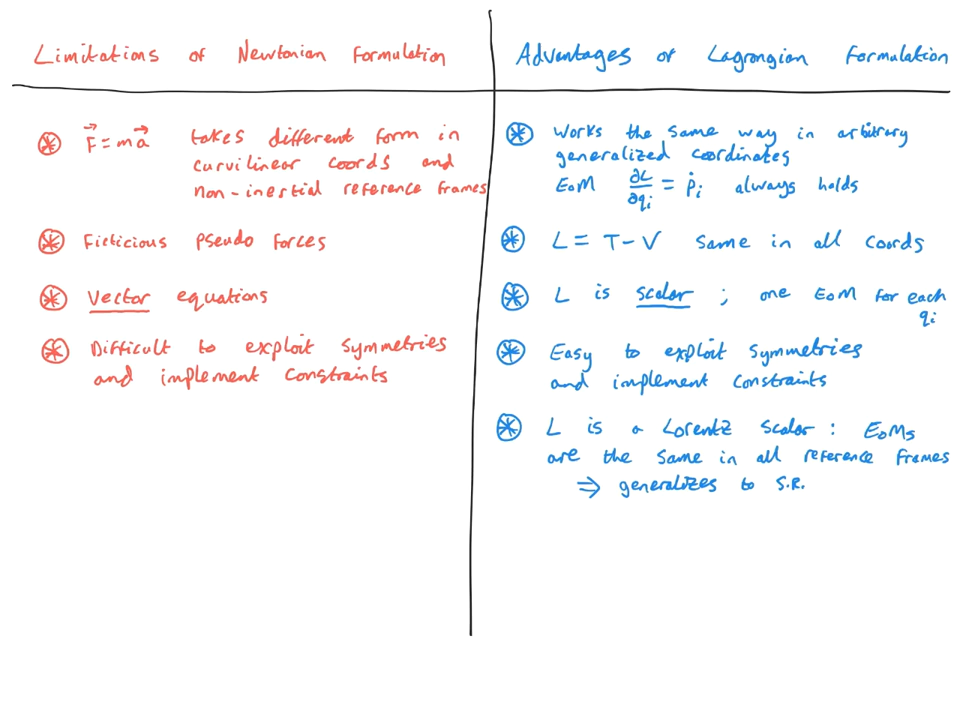 Limitations of Newtonian Formulation
⊛ F⃗ = ma⃗ takes different form in
curvilinear coords and
non-inertial reference frames
⊛ Ficticious pseudo forces
⊛ Vector equations
⊛ Difficult to exploit symmetries
and implement constraints
Advantages of Lagrangian Formulation
⊛ Works the same way in arbitrary
generalized coordinates
EoM ∂L/∂qᵢ = ṗᵢ always holds
⊛ L = T - V same in all coords
⊛ L is scalar ; one EoM for each
qᵢ
⊛ Easy to exploit symmetries
and implement constraints
⊛ L is a Lorentz scalar : EoMs
are the same in all reference frames
⇒ generalizes to S.R.